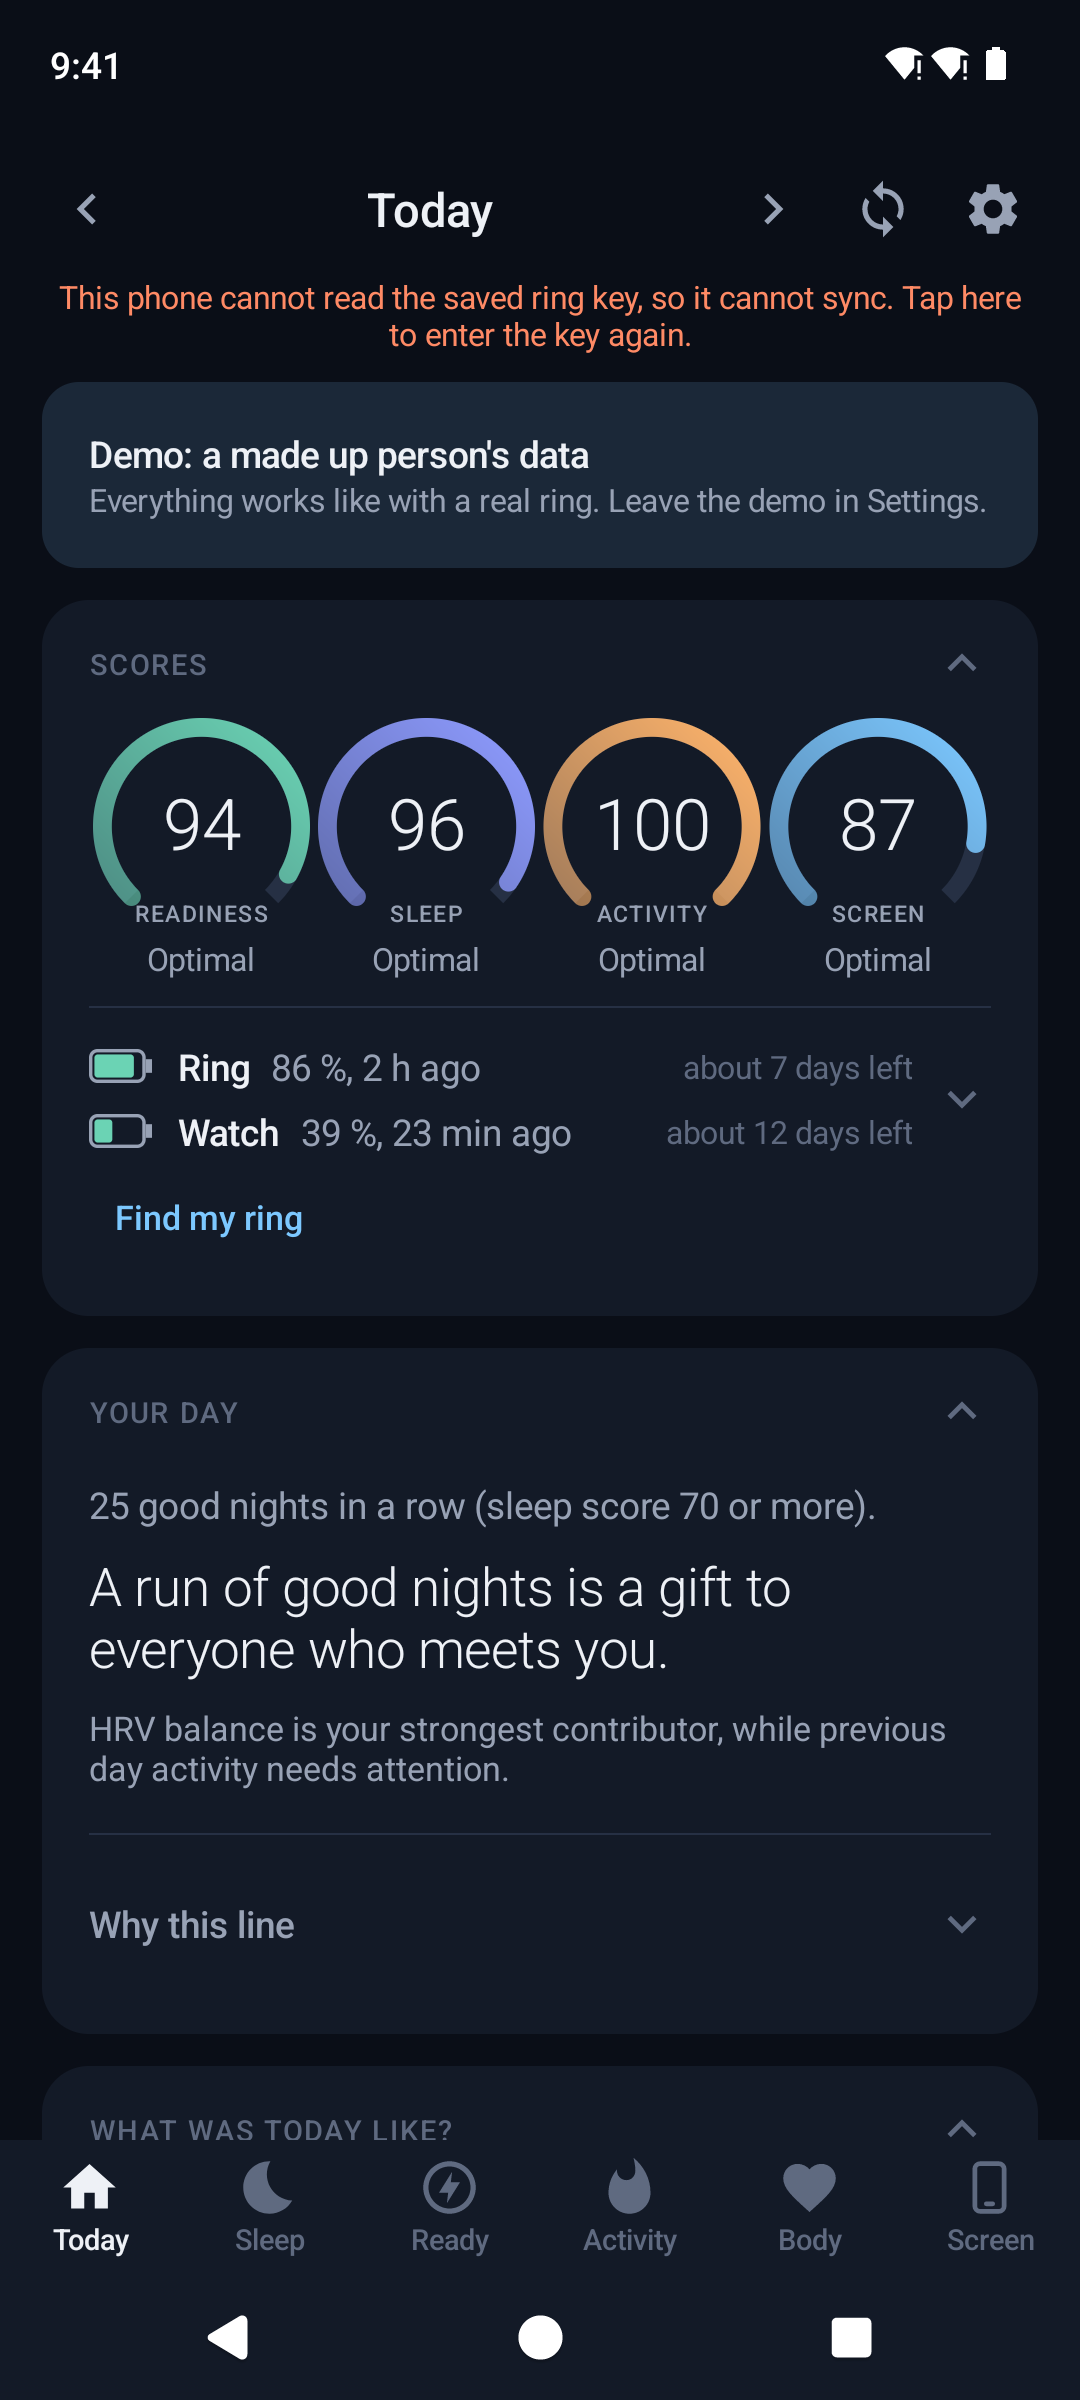 9:41
Today
This phone cannot read the saved ring key, so it cannot sync. Tap here
to enter the key again.
Demo: a made up person's data
Everything works like with a real ring. Leave the demo in Settings.
SCORES
94
96
100
87
READINESS
SLEEP
ACTIVITY
SCREEN
Optimal
Optimal
Optimal
Optimal
Ring 86 %, 2 h ago about 7 days left
Watch 39 %, 23 min ago about 12 days left
Find my ring
YOUR DAY
25 good nights in a row (sleep score 70 or more).
A run of good nights is a gift to
everyone who meets you.
HRV balance is your strongest contributor, while previous
day activity needs attention.
Why this line
WHAT WAS TODAY LIKE?
Today
Sleep
Ready
Activity
Body
Screen